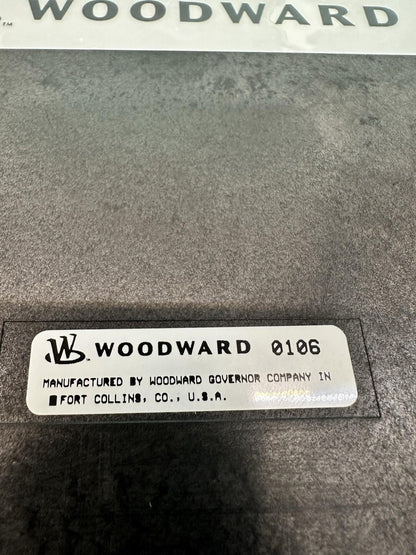 WOODWARD
WOODWARD 0106
MANUFACTURED BY WOODWARD GOVERNOR COMPANY IN
FORT COLLINS, CO., U.S.A.